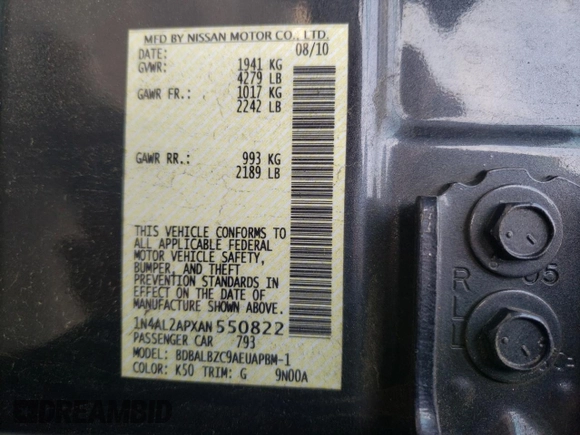 MFD BY NISSAN MOTOR CO., LTD.
DATE: 08/10
GVWR: 1941 KG
4279 LB
GAWR FR.: 1017 KG
2242 LB
GAWR RR.: 993 KG
2189 LB
THIS VEHICLE CONFORMS TO
ALL APPLICABLE FEDERAL
MOTOR VEHICLE SAFETY,
BUMPER, AND THEFT
PREVENTION STANDARDS IN
EFFECT ON THE DATE OF
MANUFACTURE SHOWN ABOVE.
1N4AL2APXAN550822
PASSENGER CAR 793
MODEL: BDBALBZC9AEUAPBM-1
COLOR: K50 TRIM: G 9N00A
DREAMBID